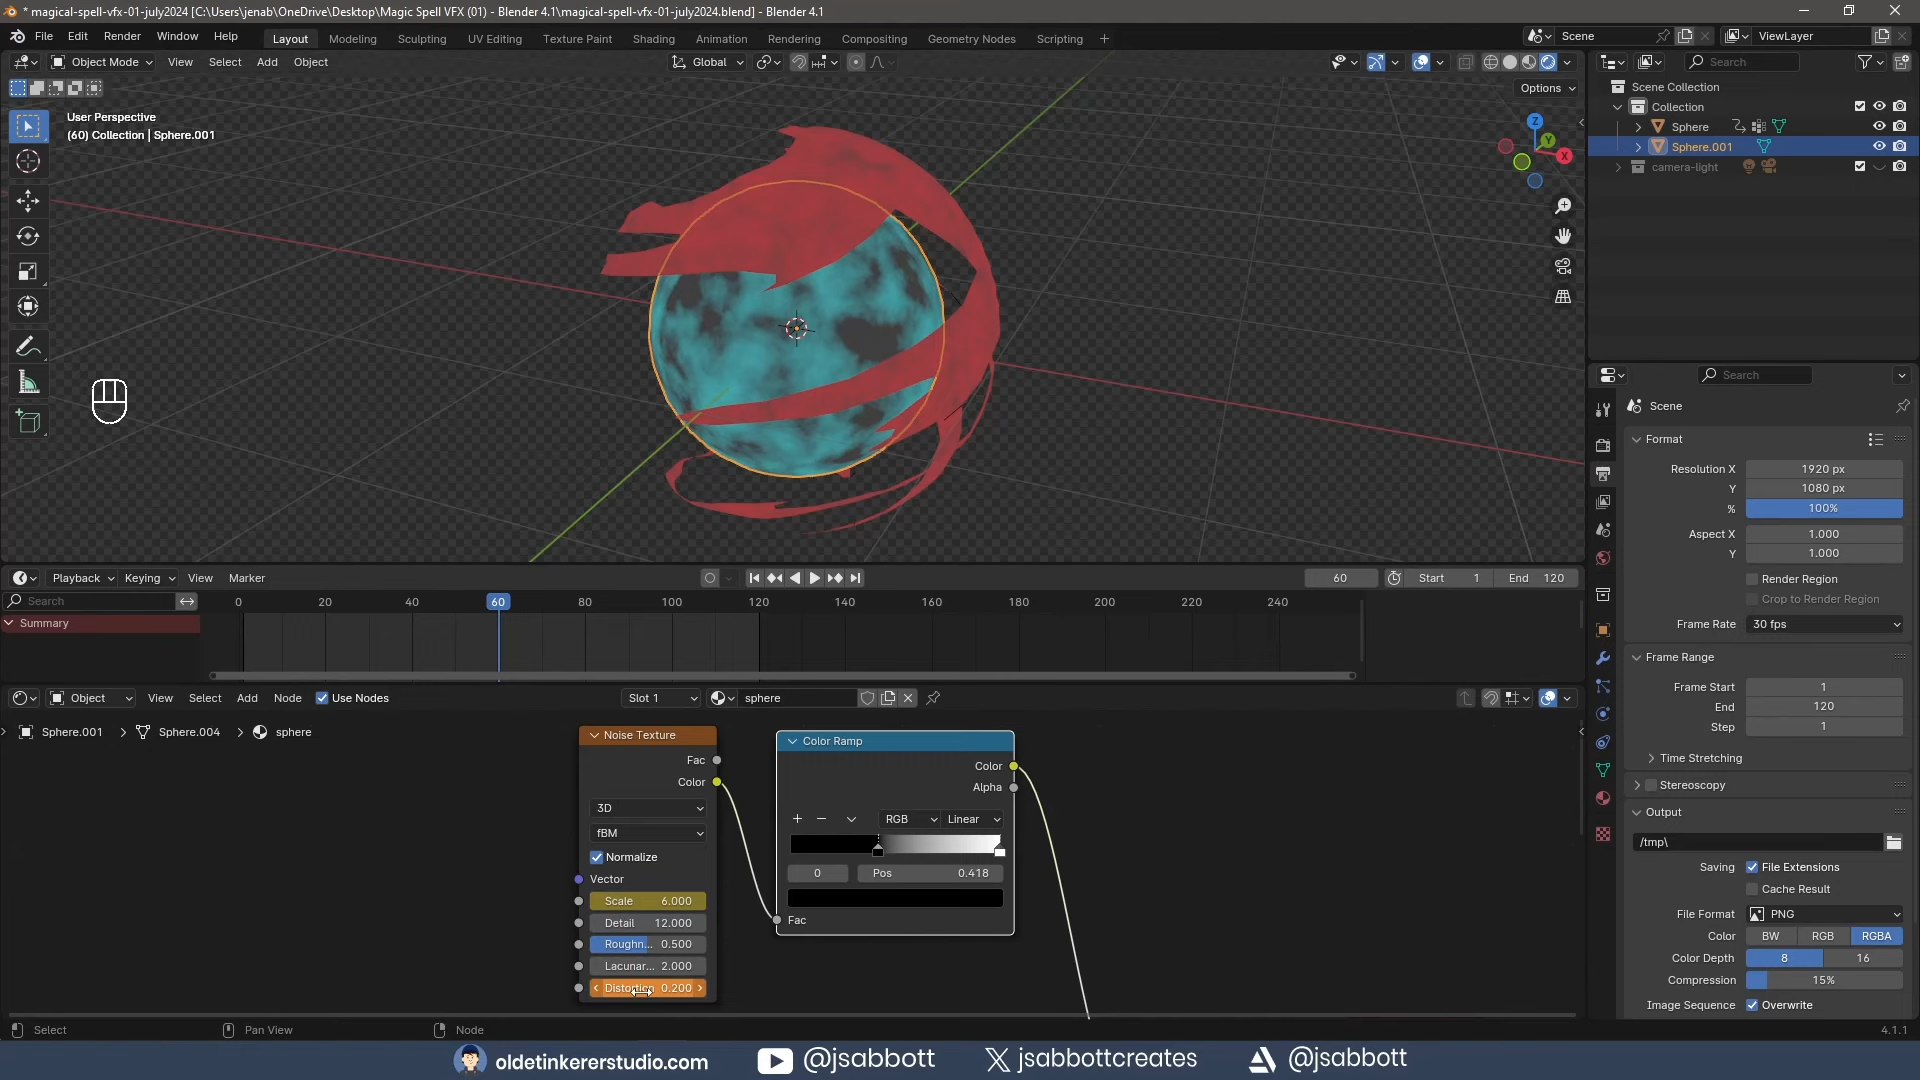 * magical-spell-vfx-01-july2024 [C:\Users\jenab\OneDrive\Desktop\Magic Spell VFX (01) - Blender 4.1\magical-spell-vfx-01-july2024.blend] - Blender 4.1
File Edit Render Window Help Layout Modeling Sculpting UV Editing Texture Paint Shading Animation Rendering Compositing Geometry Nodes Scripting + Scene ViewLayer
Object Mode View Select Add Object Global Search
Options
User Perspective
(60) Collection | Sphere.001
Z
Y
X
Scene Collection
Collection
Sphere
Sphere.001
camera-light
Search
Scene
Format
Resolution X 1920 px
Y 1080 px
% 100%
Aspect X 1.000
Y 1.000
Render Region
Crop to Render Region
Frame Rate 30 fps
Frame Range
Frame Start 1
End 120
Step 1
Time Stretching
Stereoscopy
Output
/tmp\
Saving File Extensions
Cache Result
File Format PNG
Color BW RGB RGBA
Color Depth 8 16
Compression 15%
Image Sequence Overwrite
Playback Keying View Marker 60 Start 1 End 120
Search 0 20 40 60 80 100 120 140 160 180 200 220 240
Summary
Object View Select Add Node Use Nodes Slot 1 sphere
Sphere.001 > Sphere.004 > sphere
Noise Texture
Fac
Color
3D
fBM
Normalize
Vector
Scale 6.000
Detail 12.000
Roughn... 0.500
Lacunar... 2.000
Distortion 0.200
Color Ramp
Color
Alpha
+ − RGB Linear
0 Pos 0.418
Fac
Select Pan View Node 4.1.1
oldetinkererstudio.com @jsabbott jsabbottcreates @jsabbott